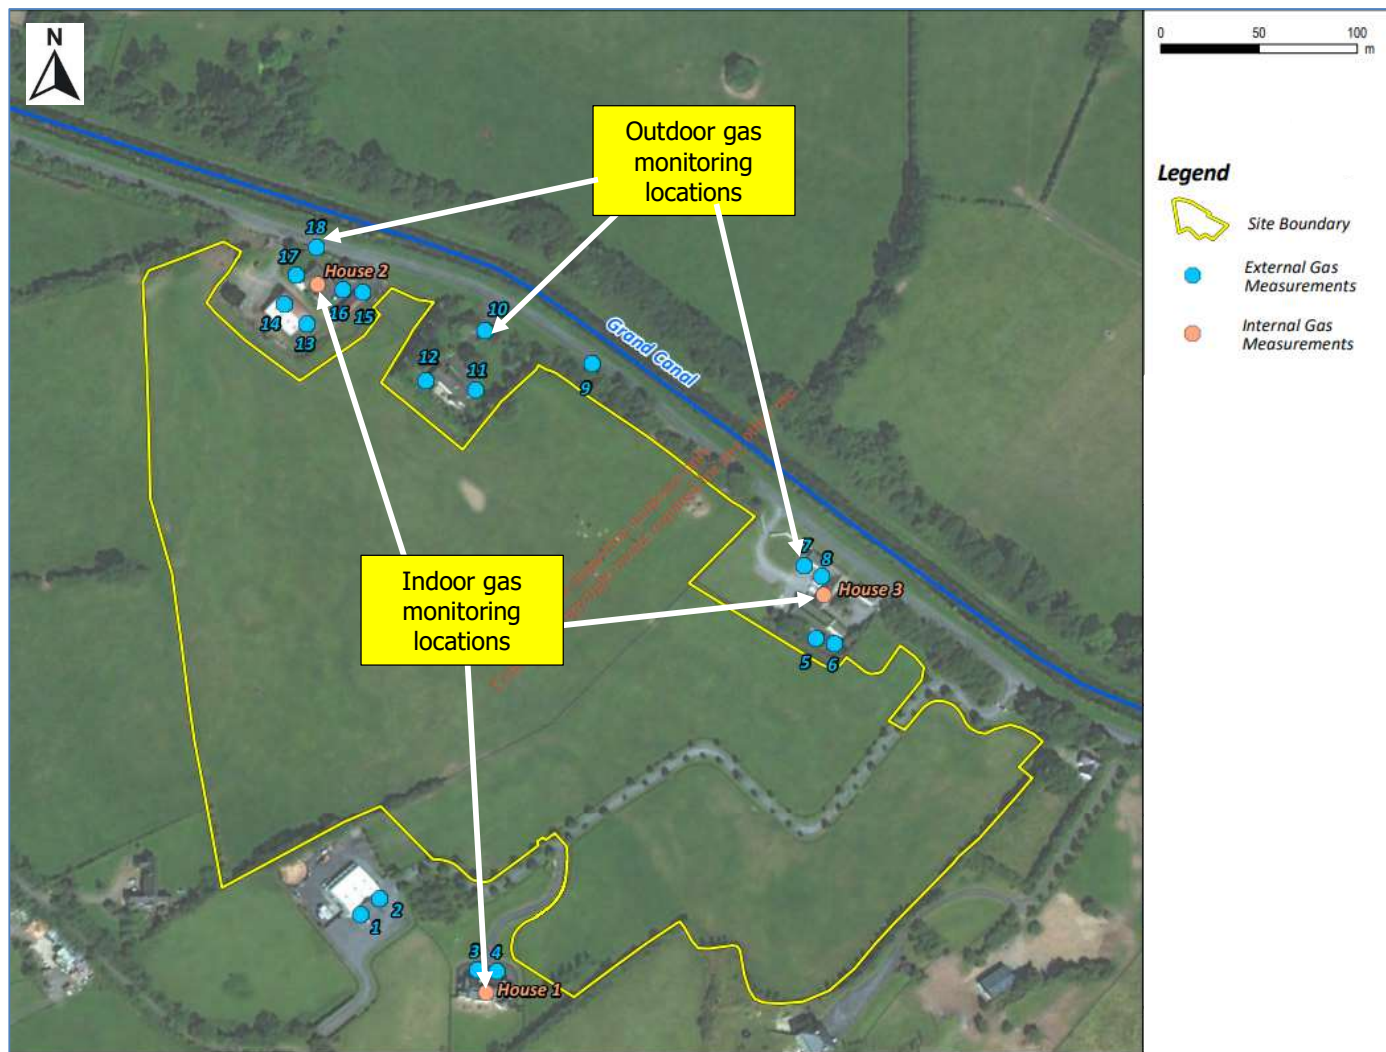 N
0 50 100
m
Outdoor gas
monitoring
locations
Legend
Site Boundary
External Gas
Measurements
Internal Gas
Measurements
18
17
House 2
16
15
14
13
10
12
11
9
Grand Canal
7
8
House 3
5
6
Indoor gas
monitoring
locations
2
1
3
4
House 1